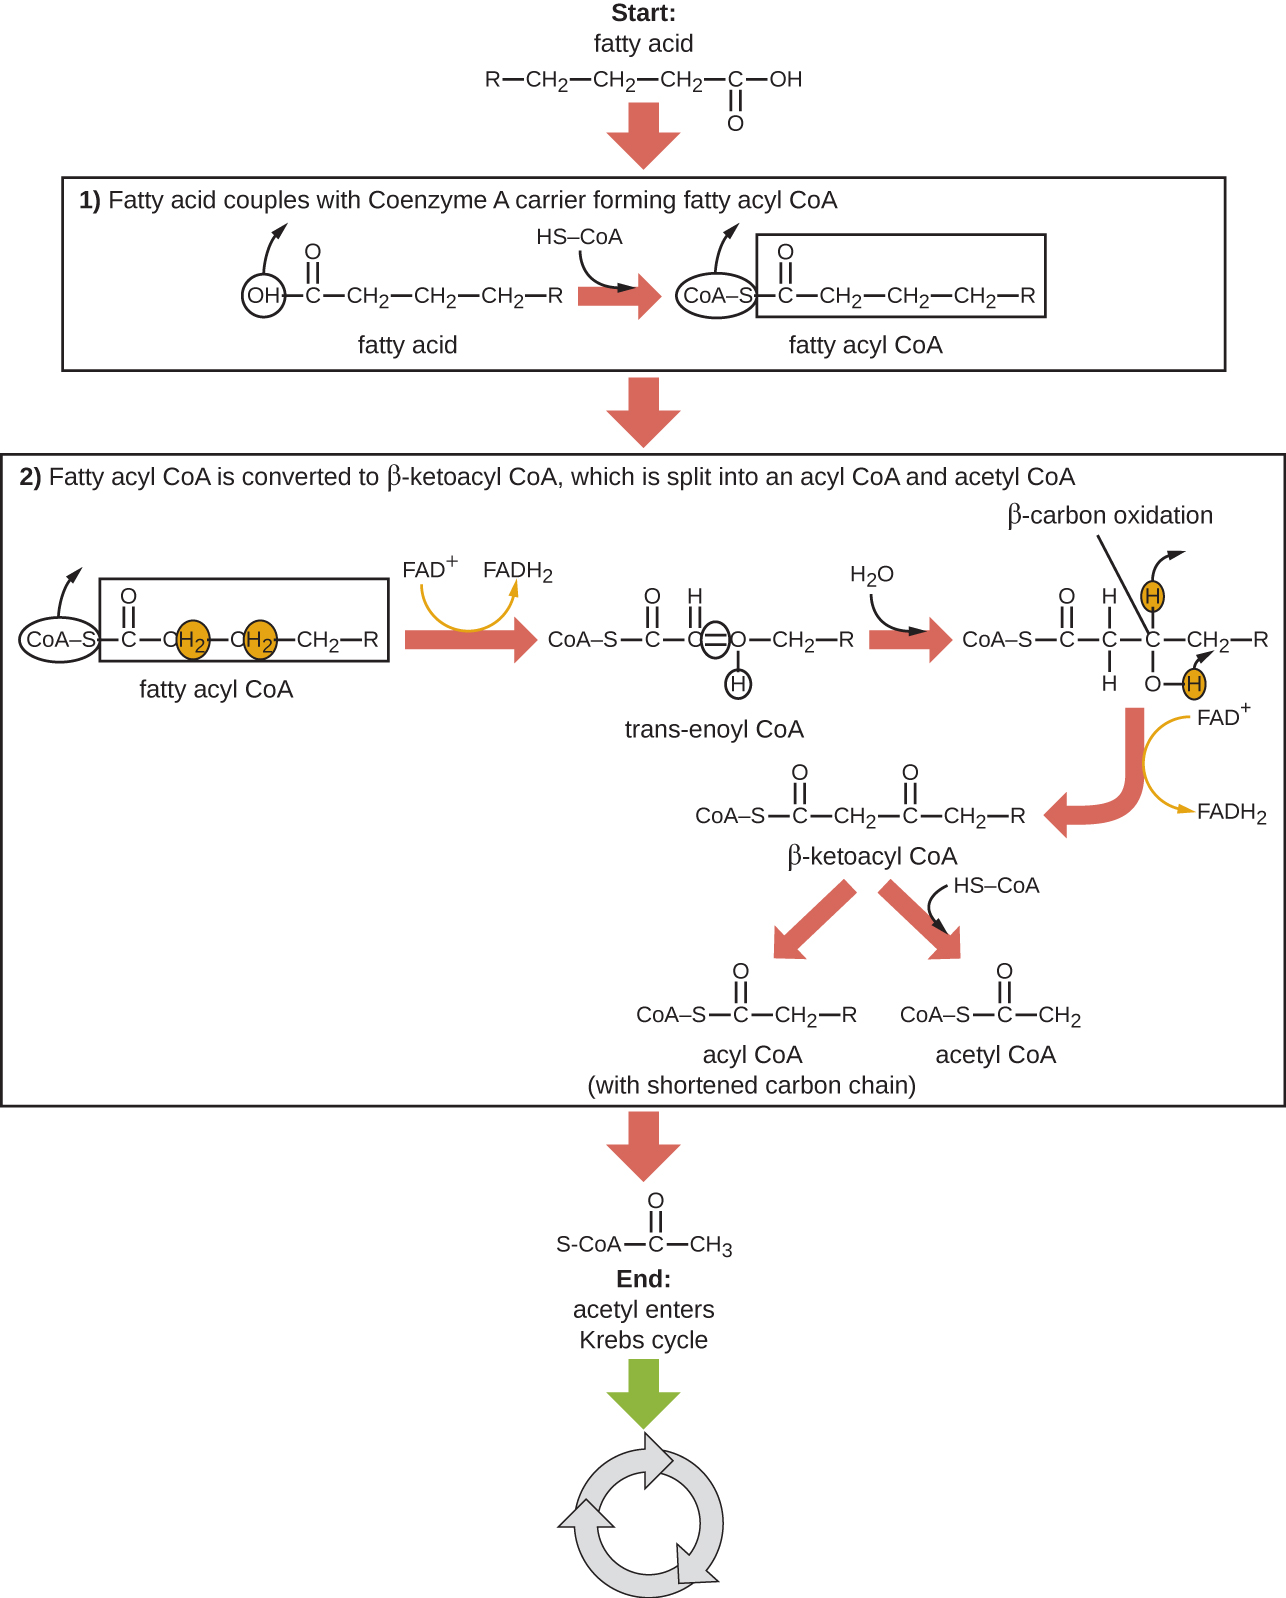 Start:
fatty acid
R—CH2—CH2—CH2—C—OH
O
1) Fatty acid couples with Coenzyme A carrier forming fatty acyl CoA
HS–CoA
O
O
OH—C—CH2—CH2—CH2—R
CoA–S—C—CH2—CH2—CH2—R
fatty acid
fatty acyl CoA
2) Fatty acyl CoA is converted to β-ketoacyl CoA, which is split into an acyl CoA and acetyl CoA
β-carbon oxidation
FAD+
FADH2
H2O
O
O H
O H H
CoA–S—C—CH2—CH2—CH2—R
CoA–S—C—C=O—CH2—R
CoA–S—C—C—C—CH2—R
H
H O—H
fatty acyl CoA
trans-enoyl CoA
FAD+
O O
CoA–S—C—CH2—C—CH2—R
FADH2
β-ketoacyl CoA
HS–CoA
O
O
CoA–S—C—CH2—R
CoA–S—C—CH2
acyl CoA
acetyl CoA
(with shortened carbon chain)
O
S-CoA—C—CH3
End:
acetyl enters
Krebs cycle